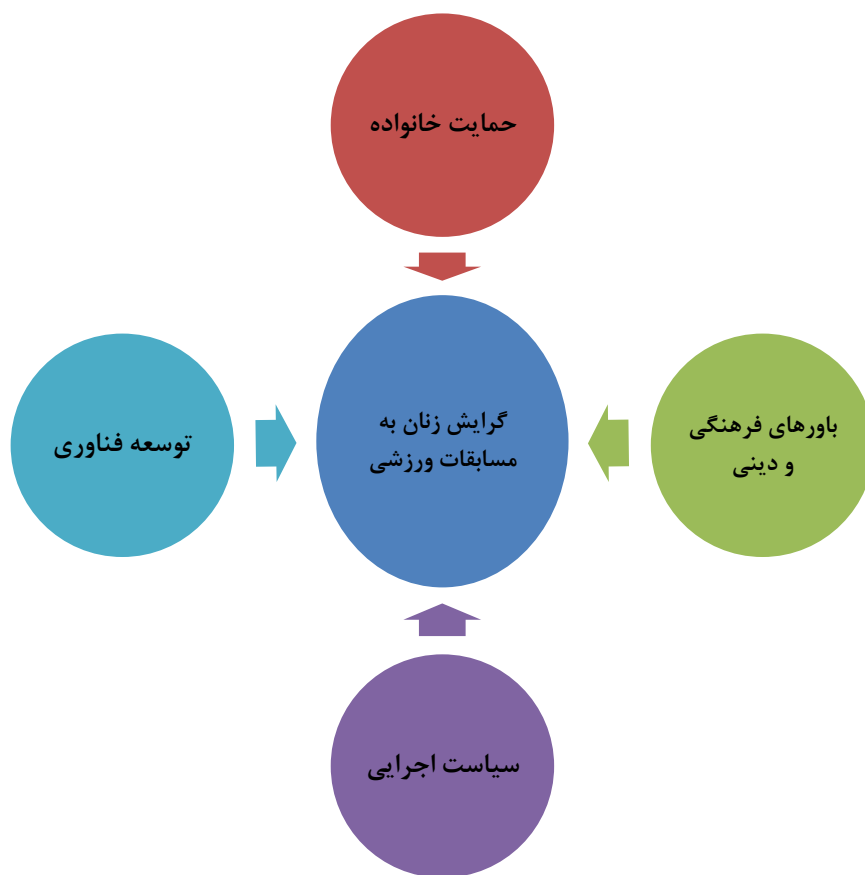 حمایت خانواده
باورهای فرهنگی
و دینی
گرایش زنان به
مسابقات ورزشی
توسعه فناوری
سیاست اجرایی